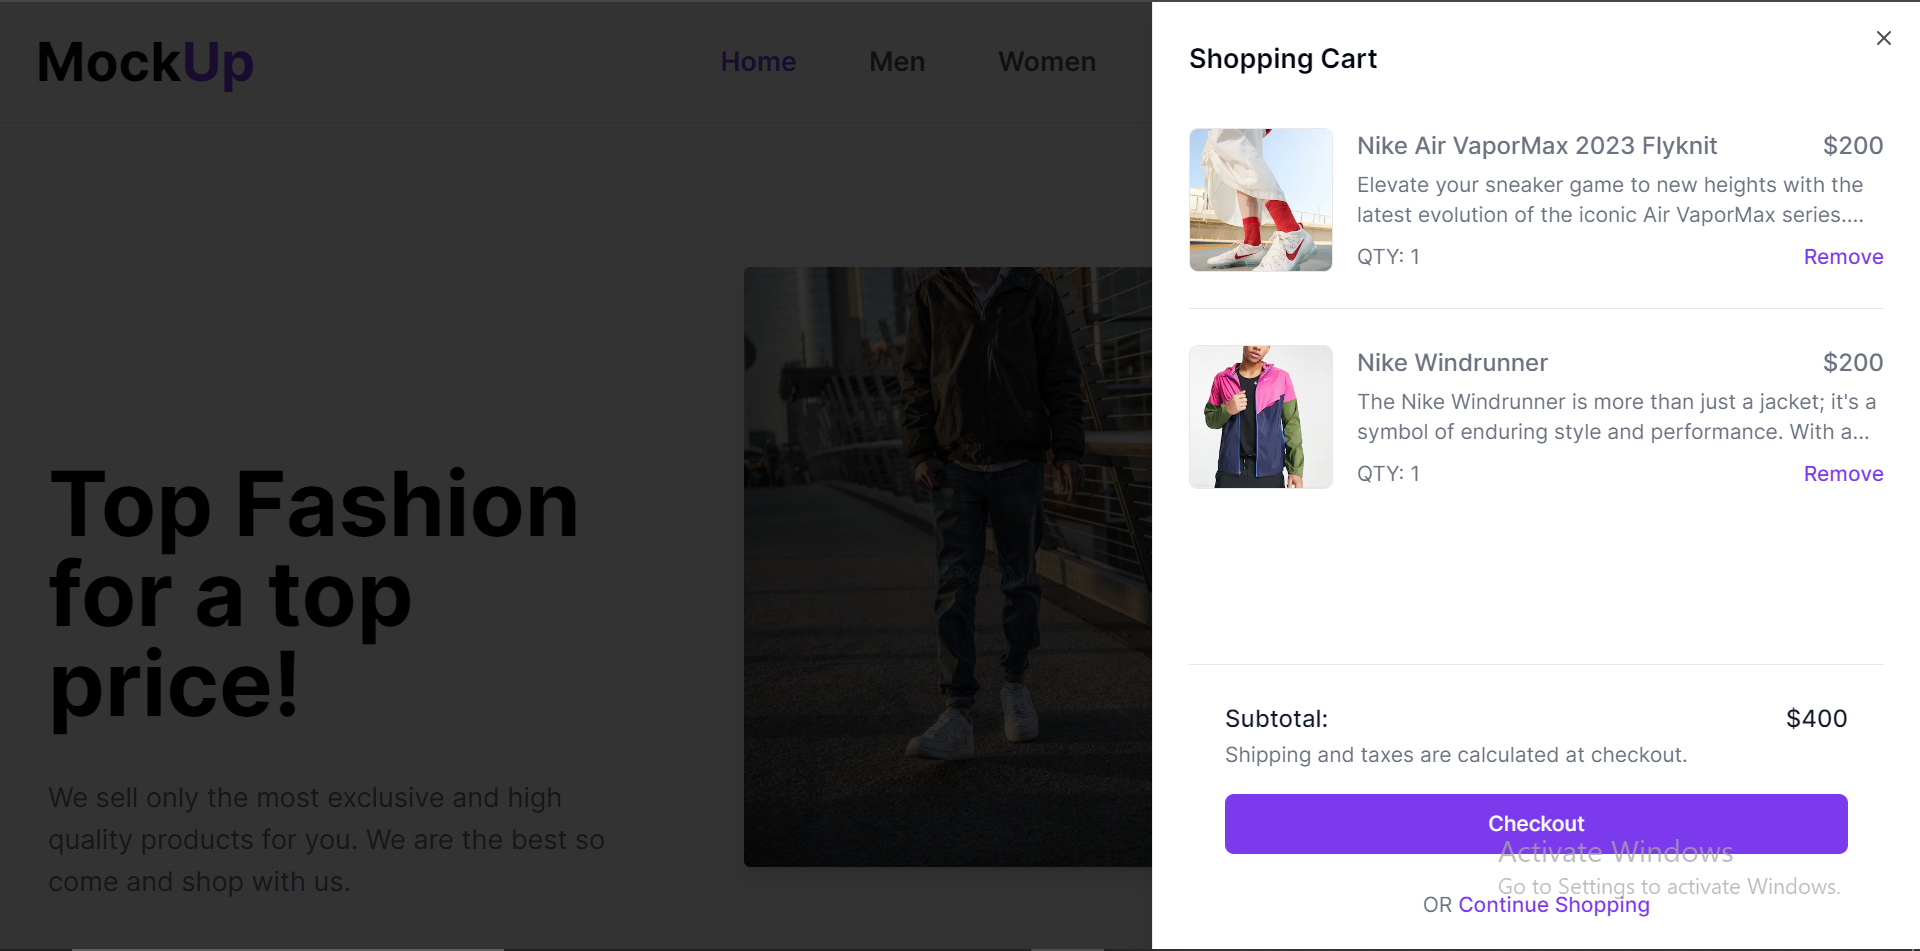 MockUp
Home Men Women
Top Fashion
for a top
price!
We sell only the most exclusive and high
quality products for you. We are the best so
come and shop with us.
Shopping Cart
Nike Air VaporMax 2023 Flyknit $200
Elevate your sneaker game to new heights with the
latest evolution of the iconic Air VaporMax series....
QTY: 1 Remove
Nike Windrunner $200
The Nike Windrunner is more than just a jacket; it's a
symbol of enduring style and performance. With a...
QTY: 1 Remove
Subtotal: $400
Shipping and taxes are calculated at checkout.
Checkout
Activate Windows
Go to Settings to activate Windows.
OR Continue Shopping